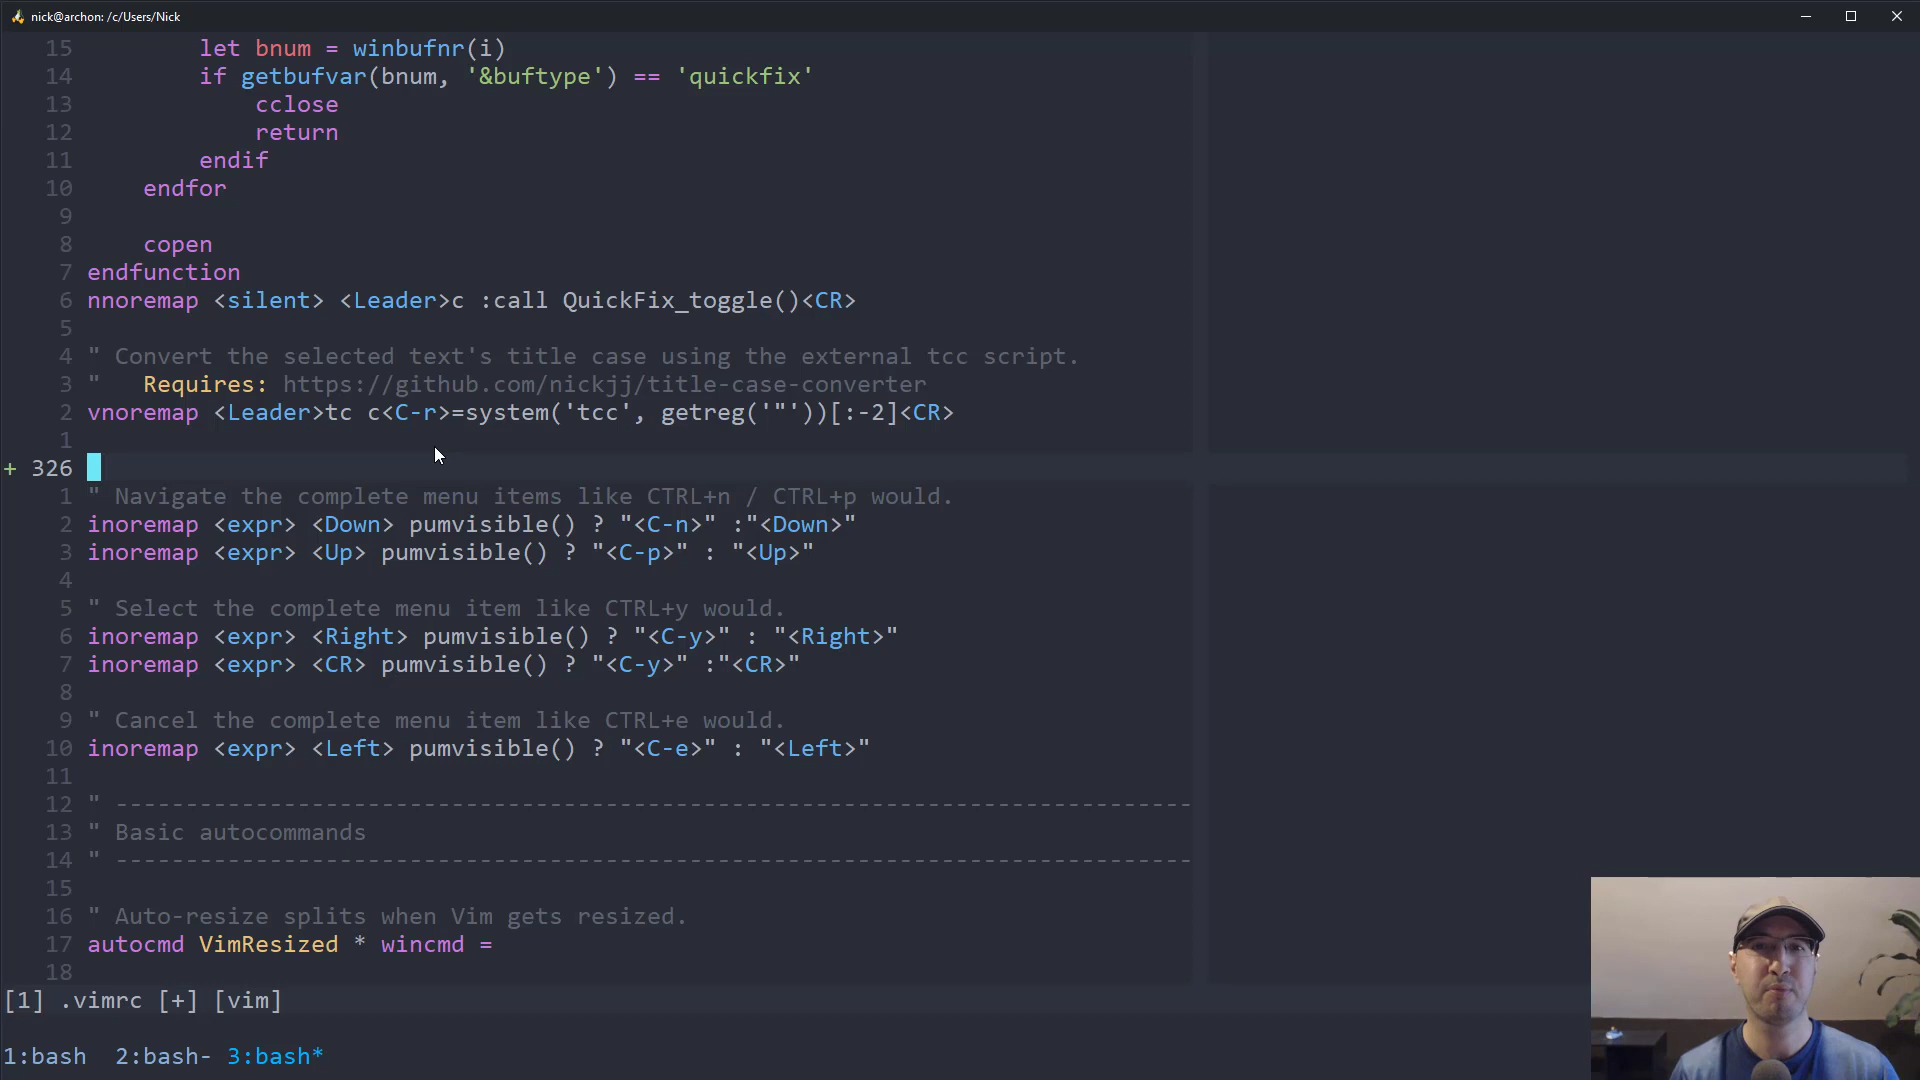 nick@archon: /c/Users/Nick
15 let bnum = winbufnr(i)
14 if getbufvar(bnum, '&buftype') == 'quickfix'
13 cclose
12 return
11 endif
10 endfor
9
8 copen
7 endfunction
6 nnoremap <silent> <Leader>c :call QuickFix_toggle()<CR>
5
4 " Convert the selected text's title case using the external tcc script.
3 " Requires: https://github.com/nickjj/title-case-converter
2 vnoremap <Leader>tc c<C-r>=system('tcc', getreg('"'))[:-2]<CR>
1
+ 326
1 " Navigate the complete menu items like CTRL+n / CTRL+p would.
2 inoremap <expr> <Down> pumvisible() ? "<C-n>" :"<Down>"
3 inoremap <expr> <Up> pumvisible() ? "<C-p>" : "<Up>"
4
5 " Select the complete menu item like CTRL+y would.
6 inoremap <expr> <Right> pumvisible() ? "<C-y>" : "<Right>"
7 inoremap <expr> <CR> pumvisible() ? "<C-y>" :"<CR>"
8
9 " Cancel the complete menu item like CTRL+e would.
10 inoremap <expr> <Left> pumvisible() ? "<C-e>" : "<Left>"
11
12 " -----------------------------------------------------------------------------
13 " Basic autocommands
14 " -----------------------------------------------------------------------------
15
16 " Auto-resize splits when Vim gets resized.
17 autocmd VimResized * wincmd =
18
[1] .vimrc [+] [vim]
1:bash 2:bash- 3:bash*